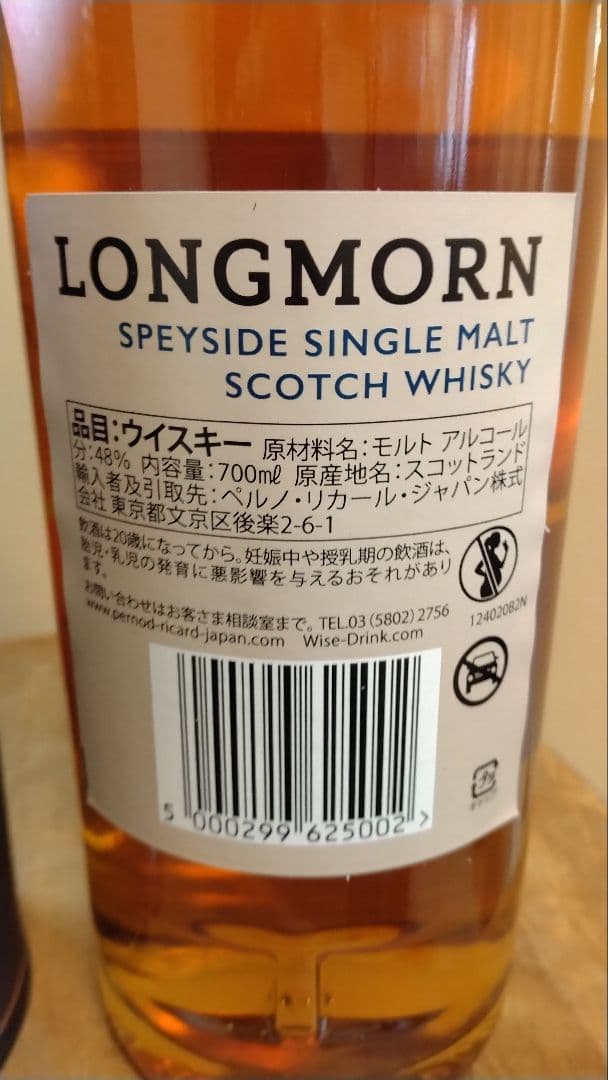 LONGMORN
SPEYSIDE SINGLE MALT
SCOTCH WHISKY
品目:ウイスキー 原材料名:モルト アルコール
分:48% 内容量:700mℓ 原産地名:スコットランド
輸入者及び引取先:ペルノ・リカール・ジャパン株式
会社 東京都文京区後楽2-6-1
飲酒は20歳になってから。妊娠中や授乳期の飲酒は、
胎児・乳児の発育に悪影響を与えるおそれがあり
ます。
お問い合わせはお客さま相談室まで。TEL.03(5802)2756
www.pernod-ricard-japan.com Wise-Drink.com
124020B2N
5 000299 625002 >